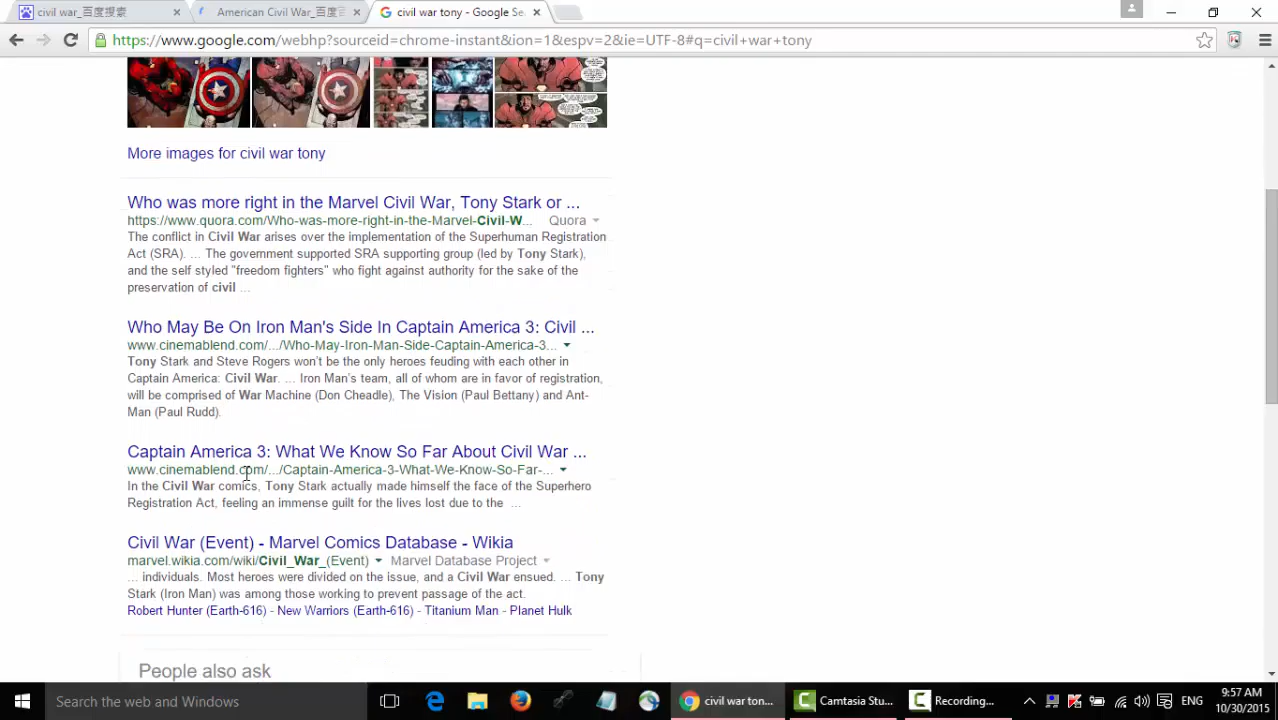 civil war_百度搜索
American Civil War_百度
civil war tony - Google Se
https://www.google.com/webhp?sourceid=chrome-instant&ion=1&espv=2&ie=UTF-8#q=civil+war+tony
More images for civil war tony
Who was more right in the Marvel Civil War, Tony Stark or ...
https://www.quora.com/Who-was-more-right-in-the-Marvel-Civil-W... Quora
The conflict in Civil War arises over the implementation of the Superhuman Registration
Act (SRA). ... The government supported SRA supporting group (led by Tony Stark),
and the self styled "freedom fighters" who fight against authority for the sake of the
preservation of civil ...
Who May Be On Iron Man's Side In Captain America 3: Civil ...
www.cinemablend.com/.../Who-May-Iron-Man-Side-Captain-America-3...
Tony Stark and Steve Rogers won't be the only heroes feuding with each other in
Captain America: Civil War. ... Iron Man's team, all of whom are in favor of registration,
will be comprised of War Machine (Don Cheadle), The Vision (Paul Bettany) and Ant-
Man (Paul Rudd).
Captain America 3: What We Know So Far About Civil War ...
www.cinemablend.com/.../Captain-America-3-What-We-Know-So-Far-...
In the Civil War comics, Tony Stark actually made himself the face of the Superhero
Registration Act, feeling an immense guilt for the lives lost due to the ...
Civil War (Event) - Marvel Comics Database - Wikia
marvel.wikia.com/wiki/Civil_War_(Event) Marvel Database Project
... individuals. Most heroes were divided on the issue, and a Civil War ensued. ... Tony
Stark (Iron Man) was among those working to prevent passage of the act.
Robert Hunter (Earth-616) - New Warriors (Earth-616) - Titanium Man - Planet Hulk
People also ask
Search the web and Windows
civil war ton...
Camtasia Stu...
Recording...
ENG
9:57 AM
10/30/2015